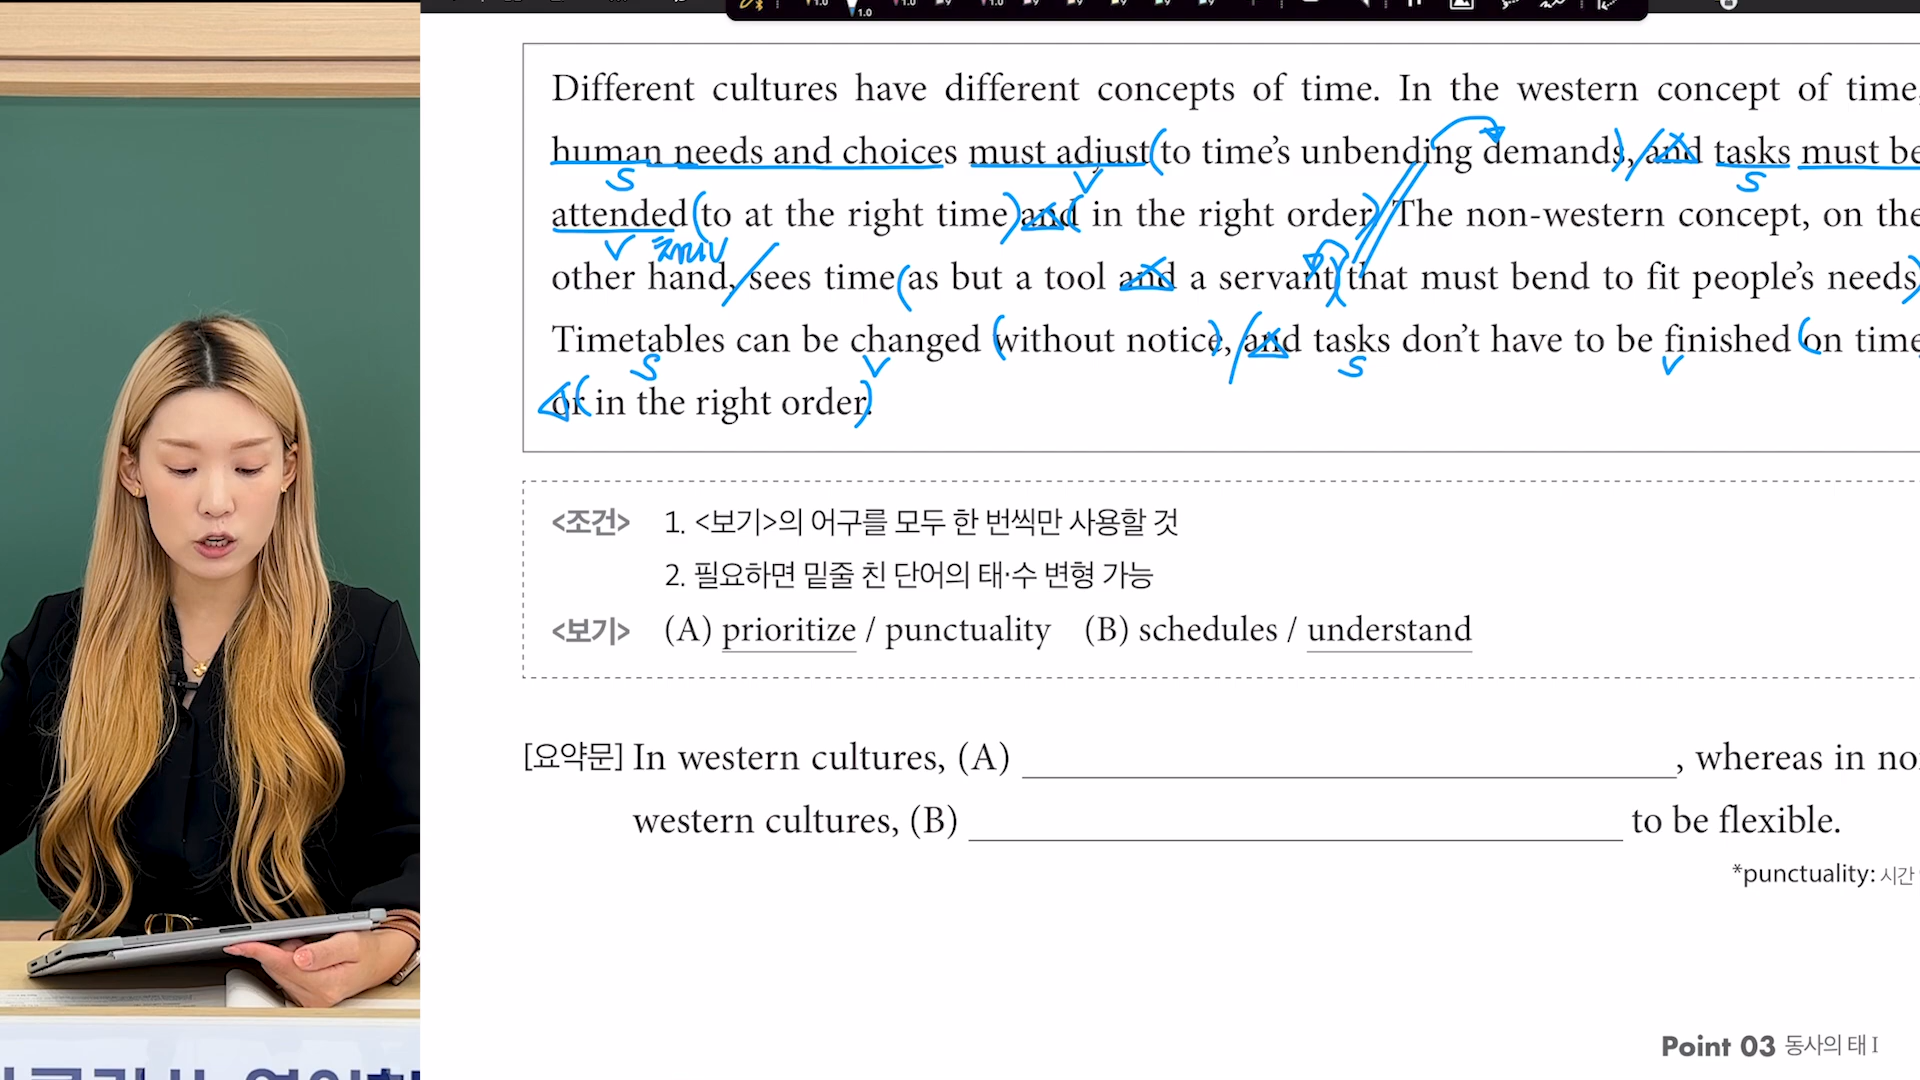 Different cultures have different concepts of time. In the western concept of time,
human needs and choices must adjust (to time's unbending demands), / and tasks must be
S V S
attended (to at the right time) and (in the right order) The non-western concept, on the
V
other hand, / sees time (as but a tool and a servant) (that must bend to fit people's needs)
Timetables can be changed (without notice), / and tasks don't have to be finished (on time
S V S V
or (in the right order).
<조건> 1. <보기>의 어구를 모두 한 번씩만 사용할 것
2. 필요하면 밑줄 친 단어의 태·수 변형 가능
<보기> (A) prioritize / punctuality (B) schedules / understand
[요약문] In western cultures, (A) , whereas in
western cultures, (B) to be flexible.
*punctuality: 시간
Point 03 동사의 태 I